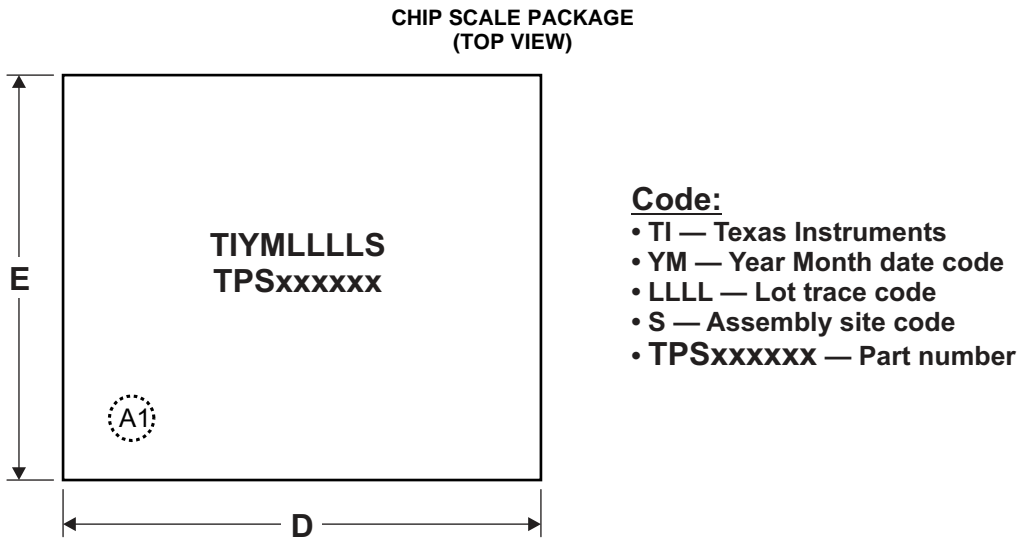 CHIP SCALE PACKAGE
(TOP VIEW)
E
TIYMLLLLS
TPSxxxxxx
A1
D
Code:
• TI — Texas Instruments
• YM — Year Month date code
• LLLL — Lot trace code
• S — Assembly site code
• TPSxxxxxx — Part number